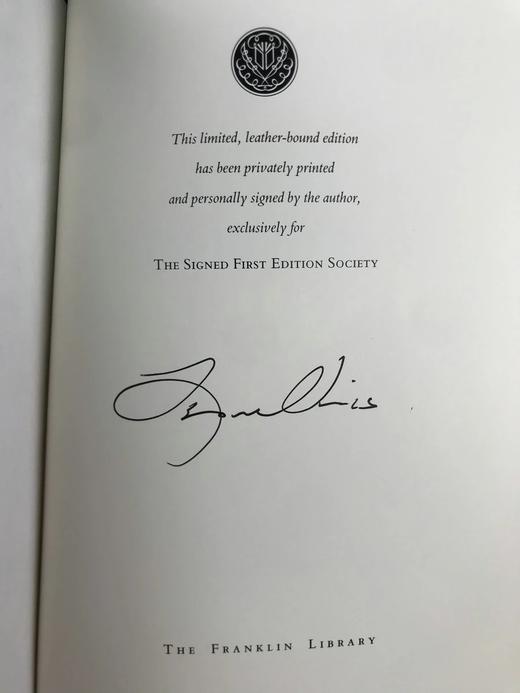 This limited, leather-bound edition
has been privately printed
and personally signed by the author,
exclusively for
THE SIGNED FIRST EDITION SOCIETY
THE FRANKLIN LIBRARY